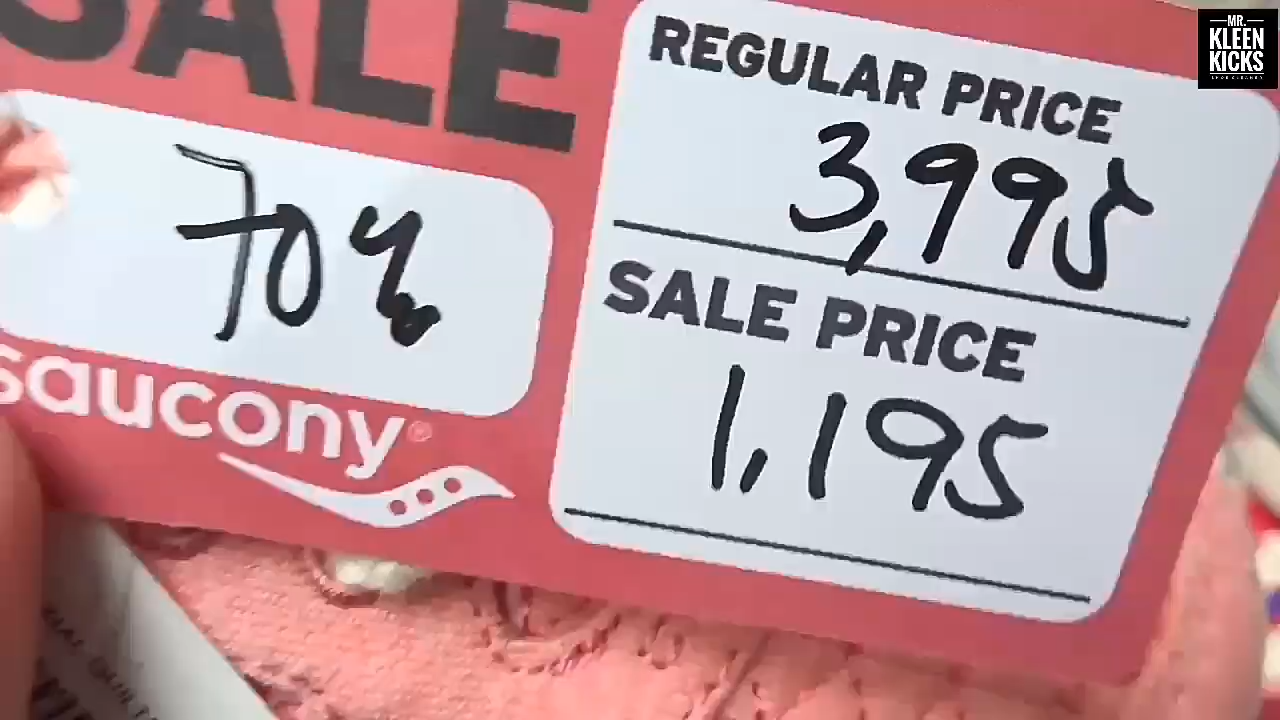 SALE
70%
saucony®
REGULAR PRICE
3,995
SALE PRICE
1,195
MR.
KLEEN
KICKS